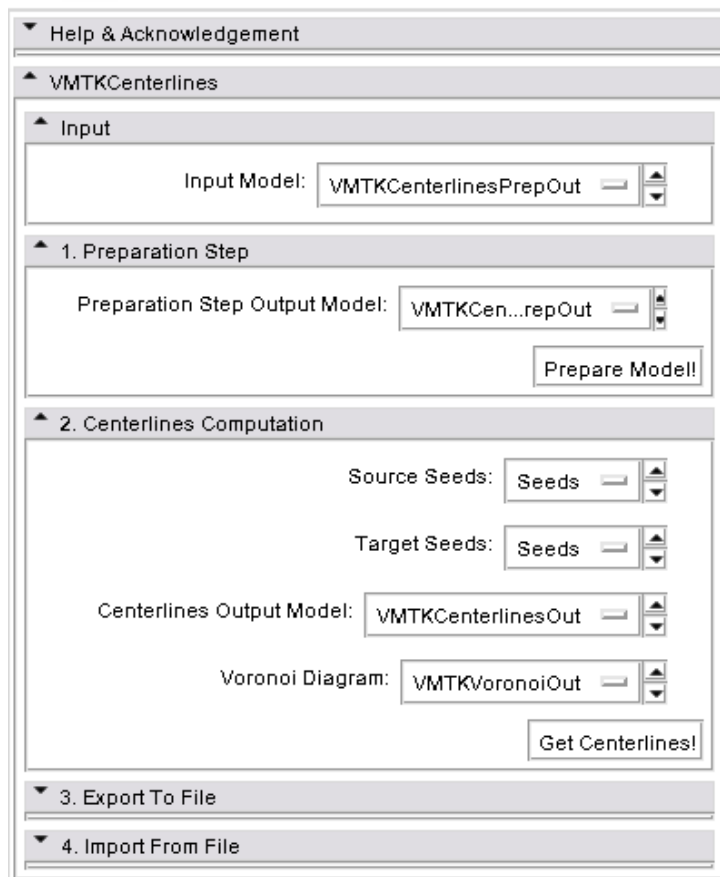 Help & Acknowledgement
VMTKCenterlines
Input
Input Model: VMTKCenterlinesPrepOut
1. Preparation Step
Preparation Step Output Model: VMTKCen...repOut
Prepare Model!
2. Centerlines Computation
Source Seeds: Seeds
Target Seeds: Seeds
Centerlines Output Model: VMTKCenterlinesOut
Voronoi Diagram: VMTKVoronoiOut
Get Centerlines!
3. Export To File
4. Import From File